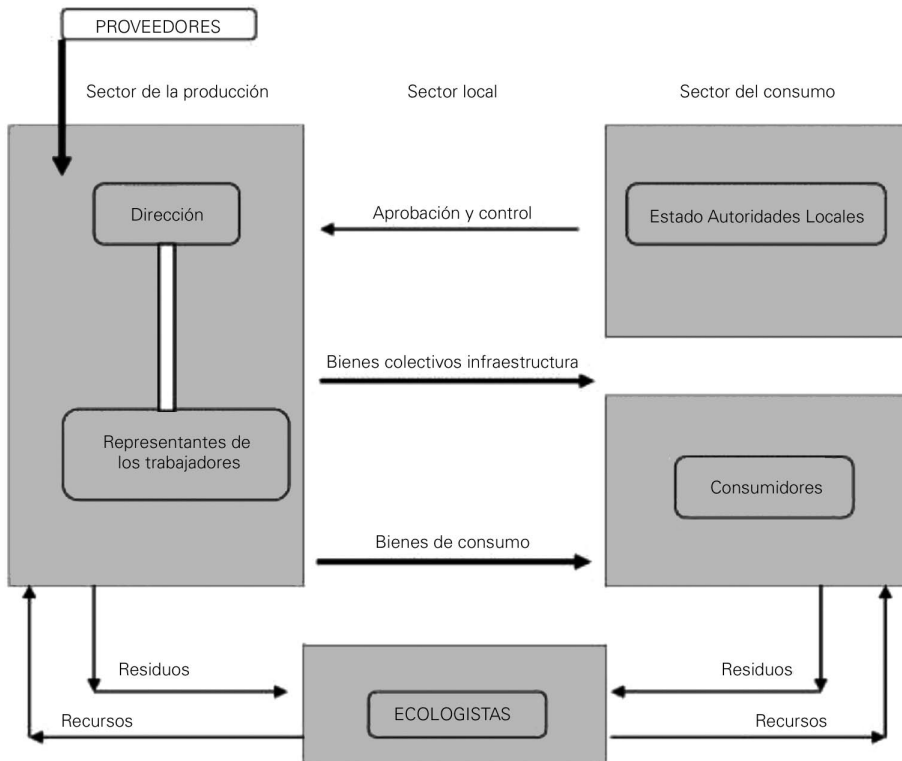 PROVEEDORES
Sector de la producción
Sector local
Sector del consumo
Dirección
Aprobación y control
Estado Autoridades Locales
Bienes colectivos infraestructura
Representantes de
los trabajadores
Consumidores
Bienes de consumo
Residuos
Residuos
Recursos
ECOLOGISTAS
Recursos